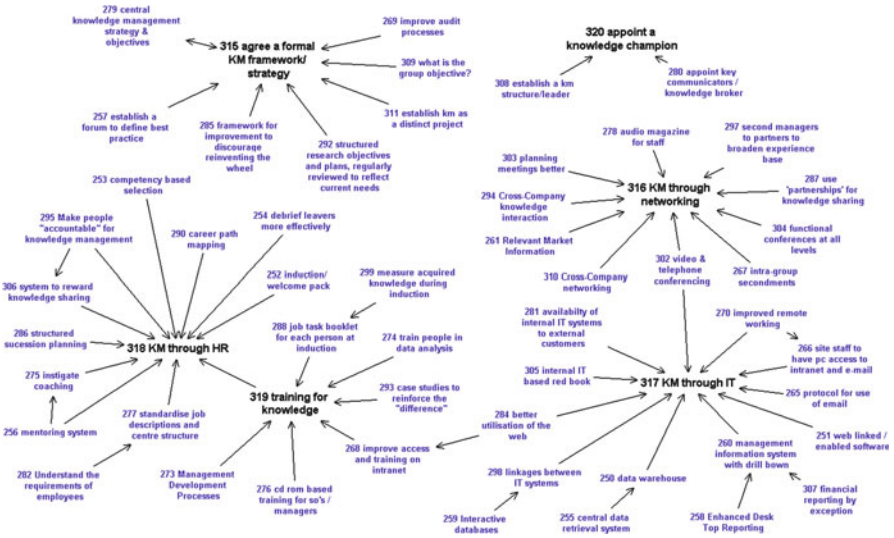 279 central
knowledge management
strategy &
objectives
315 agree a formal
KM framework/
strategy
269 improve audit
processes
309 what is the
group objective?
311 establish km as
a distinct project
257 establish a
forum to define best
practice
285 framework for
improvement to
discourage
reinventing the
wheel
292 structured
research objectives
and plans, regularly
reviewed to reflect
current needs
320 appoint a
knowledge champion
308 establish a km
structure/leader
280 appoint key
communicators /
knowledge broker
278 audio magazine
for staff
297 second managers
to partners to
broaden experience
base
303 planning
meetings better
316 KM through
networking
287 use
'partnerships' for
knowledge sharing
294 Cross-Company
knowledge
interaction
261 Relevant Market
Information
304 functional
conferences at all
levels
310 Cross-Company
networking
302 video &
telephone
conferencing
267 intra-group
secondments
253 competency based
selection
295 Make people
"accountable" for
knowledge management
290 career path
mapping
254 debrief leavers
more effectively
306 system to reward
knowledge sharing
252 induction/
welcome pack
299 measure acquired
knowledge during
induction
286 structured
sucession planning
318 KM through HR
288 job task booklet
for each person at
induction
274 train people in
data analysis
275 instigate
coaching
319 training for
knowledge
293 case studies to
reinforce the
"difference"
256 mentoring system
277 standardise job
descriptions and
centre structure
268 improve access
and training on
intranet
282 Understand the
requirements of
employees
273 Management
Development
Processes
276 cd rom based
training for so's /
managers
281 availabilty of
internal IT systems
to external
customers
270 improved remote
working
266 site staff to
have pc access to
intranet and e-mail
305 internal IT
based red book
317 KM through IT
265 protocol for use
of email
284 better
utilisation of the
web
251 web linked /
enabled software
260 management
information system
with drill bown
298 linkages between
IT systems
250 data warehouse
307 financial
reporting by
exception
259 Interactive
databases
255 central data
retrieval system
258 Enhanced Desk
Top Reporting